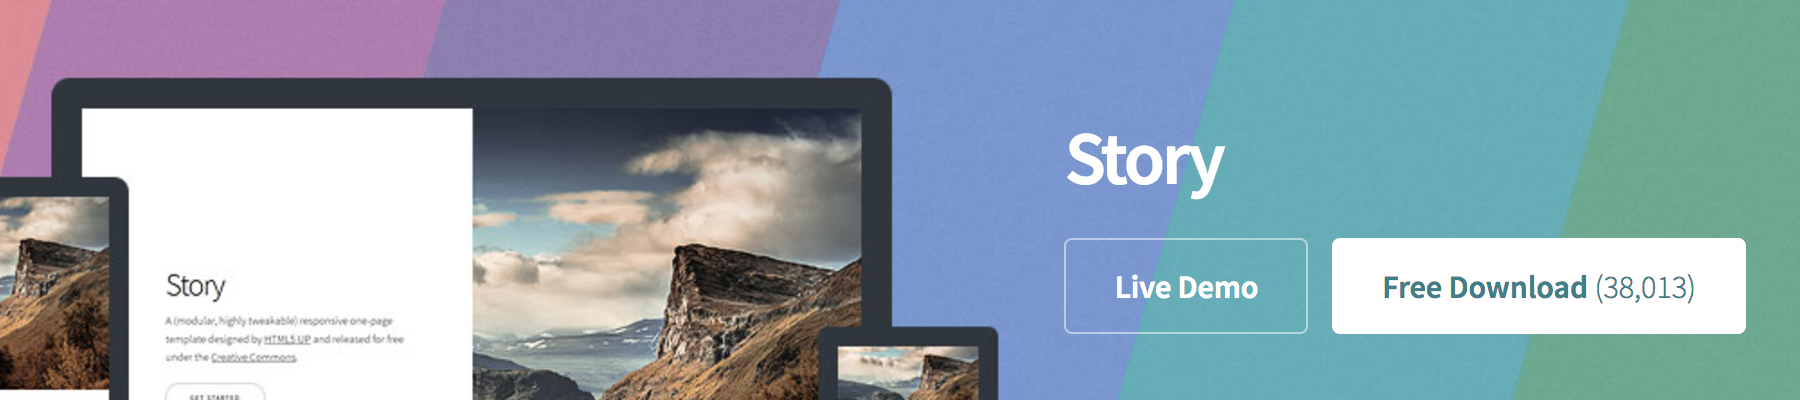 Story
A (modular, highly tweakable) responsive one-page
template designed by HTML5 UP and released for free
under the Creative Commons.
GET STARTED
Story
Live Demo
Free Download (38,013)